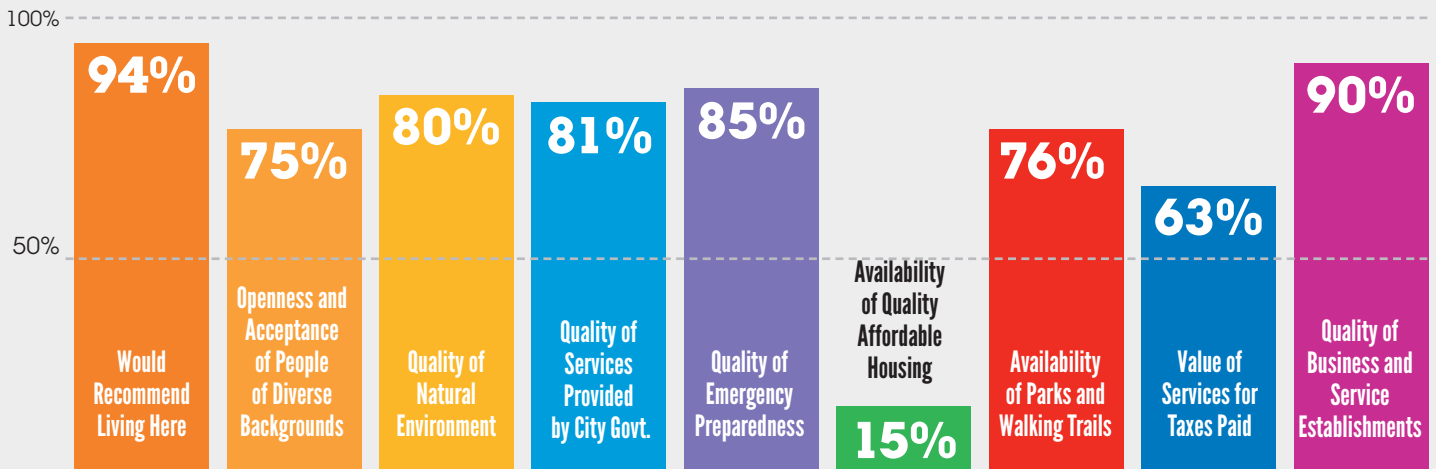 100%
50%
94%
Would
Recommend
Living Here
75%
Openness and
Acceptance
of People
of Diverse
Backgrounds
80%
Quality of
Natural
Environment
81%
Quality of
Services
Provided
by City Govt.
85%
Quality of
Emergency
Preparedness
Availability
of Quality
Affordable
Housing
15%
76%
Availability
of Parks and
Walking Trails
63%
Value of
Services for
Taxes Paid
90%
Quality of
Business and
Service
Establishments